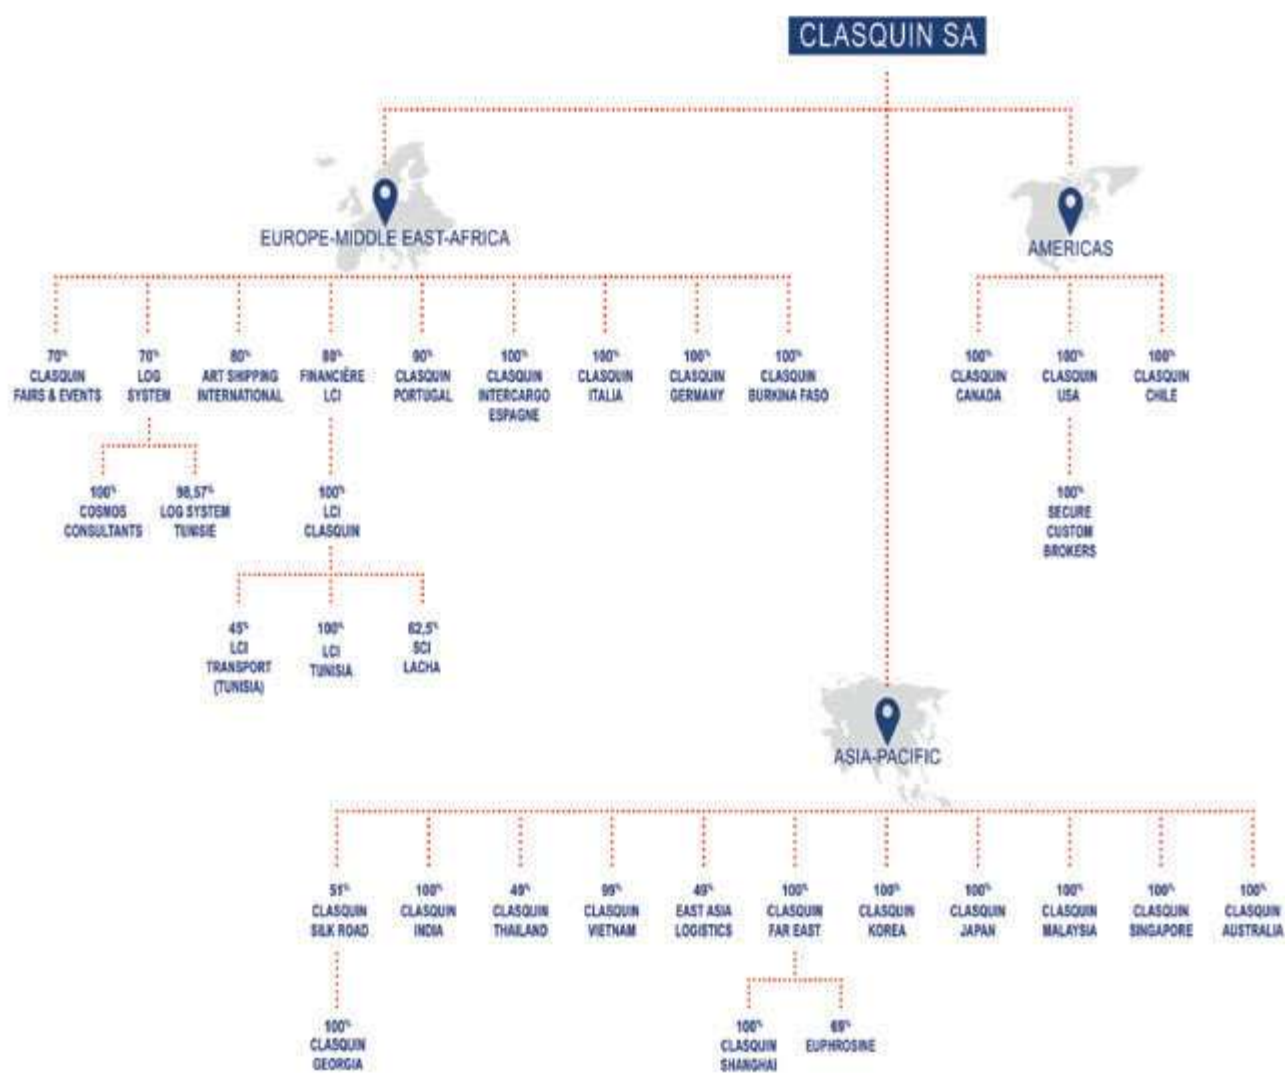 CLASQUIN SA
EUROPE-MIDDLE EAST-AFRICA
AMERICAS
70%
CLASQUIN
FAIRS & EVENTS
70%
LOG
SYSTEM
80%
ART SHIPPING
INTERNATIONAL
80%
FINANCIÈRE
LCI
90%
CLASQUIN
PORTUGAL
100%
CLASQUIN
INTERCARGO
ESPAGNE
100%
CLASQUIN
ITALIA
100%
CLASQUIN
GERMANY
100%
CLASQUIN
BURKINA FASO
100%
CLASQUIN
CANADA
100%
CLASQUIN
USA
100%
CLASQUIN
CHILE
100%
COSMOS
CONSULTANTS
98,57%
LOG SYSTEM
TUNISIE
100%
LCI
CLASQUIN
100%
SECURE
CUSTOM
BROKERS
45%
LCI
TRANSPORT
(TUNISIA)
100%
LCI
TUNISIA
62,5%
SCI
LACHA
ASIA-PACIFIC
51%
CLASQUIN
SILK ROAD
100%
CLASQUIN
INDIA
49%
CLASQUIN
THAILAND
99%
CLASQUIN
VIETNAM
49%
EAST ASIA
LOGISTICS
100%
CLASQUIN
FAR EAST
100%
CLASQUIN
KOREA
100%
CLASQUIN
JAPAN
100%
CLASQUIN
MALAYSIA
100%
CLASQUIN
SINGAPORE
100%
CLASQUIN
AUSTRALIA
100%
CLASQUIN
GEORGIA
100%
CLASQUIN
SHANGHAI
69%
EUPHROSINE